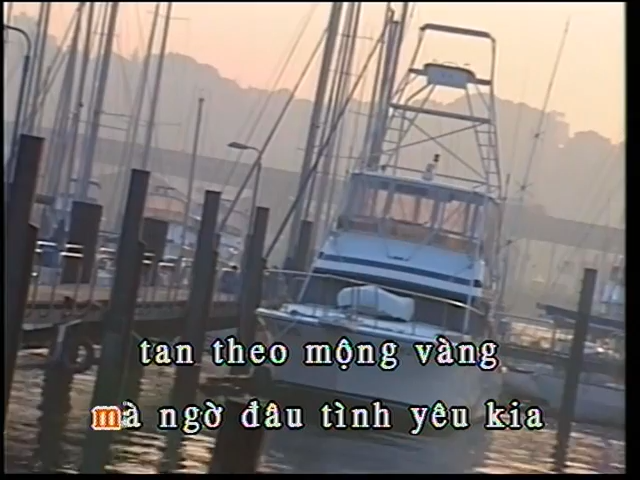 tan theo mộng vàng
mà ngờ đâu tình yêu kia